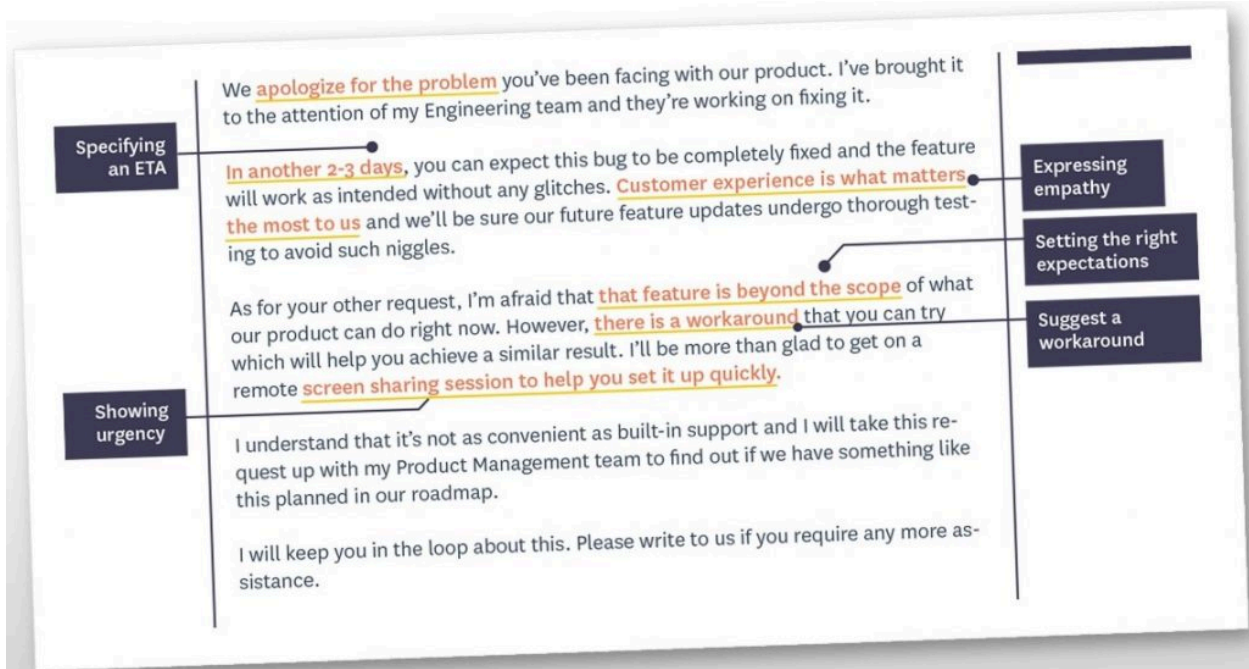 We apologize for the problem you've been facing with our product. I've brought it
to the attention of my Engineering team and they're working on fixing it.
Specifying
an ETA
In another 2-3 days, you can expect this bug to be completely fixed and the feature
will work as intended without any glitches. Customer experience is what matters
the most to us and we'll be sure our future feature updates undergo thorough test-
ing to avoid such niggles.
Expressing
empathy
Setting the right
expectations
As for your other request, I'm afraid that that feature is beyond the scope of what
our product can do right now. However, there is a workaround that you can try
which will help you achieve a similar result. I'll be more than glad to get on a
remote screen sharing session to help you set it up quickly.
Suggest a
workaround
Showing
urgency
I understand that it's not as convenient as built-in support and I will take this re-
quest up with my Product Management team to find out if we have something like
this planned in our roadmap.
I will keep you in the loop about this. Please write to us if you require any more as-
sistance.